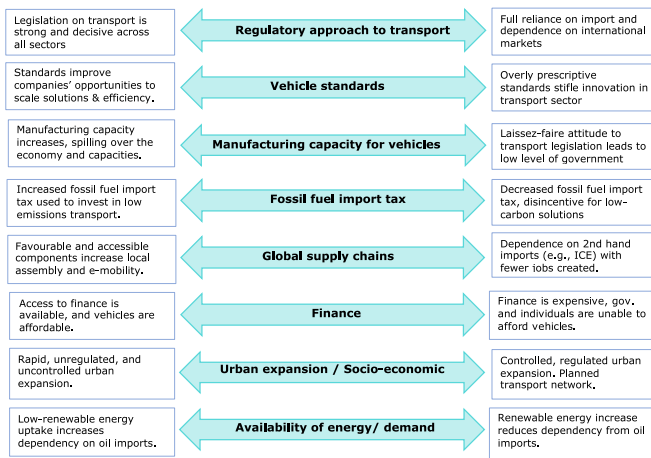 Legislation on transport is
strong and decisive across
all sectors
Regulatory approach to transport
Full reliance on import and
dependence on international
markets
Standards improve
companies’ opportunities to
scale solutions & efficiency.
Vehicle standards
Overly prescriptive
standards stifle innovation in
transport sector
Manufacturing capacity
increases, spilling over the
economy and capacities.
Manufacturing capacity for vehicles
Laissez-faire attitude to
transport legislation leads to
low level of government
Increased fossil fuel import
tax used to invest in low
emissions transport.
Fossil fuel import tax
Decreased fossil fuel import
tax, disincentive for low-
carbon solutions
Favourable and accessible
components increase local
assembly and e-mobility.
Global supply chains
Dependence on 2nd hand
imports (e.g., ICE) with
fewer jobs created.
Access to finance is
available, and vehicles are
affordable.
Finance
Finance is expensive, gov.
and individuals are unable to
afford vehicles.
Rapid, unregulated, and
uncontrolled urban
expansion.
Urban expansion / Socio-economic
Controlled, regulated urban
expansion. Planned
transport network.
Low-renewable energy
uptake increases
dependency on oil imports.
Availability of energy/ demand
Renewable energy increase
reduces dependency from oil
imports.